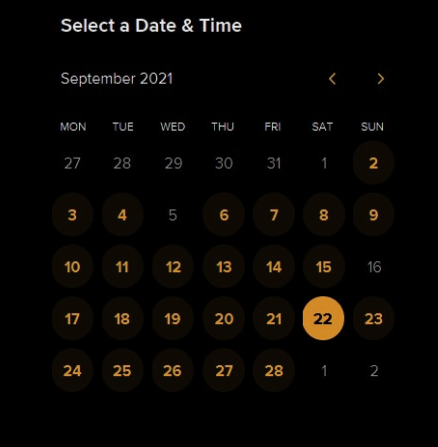 Select a Date & Time
September 2021
MON TUE WED THU FRI SAT SUN
27 28 29 30 31 1 2
3 4 5 6 7 8 9
10 11 12 13 14 15 16
17 18 19 20 21 22 23
24 25 26 27 28 1 2